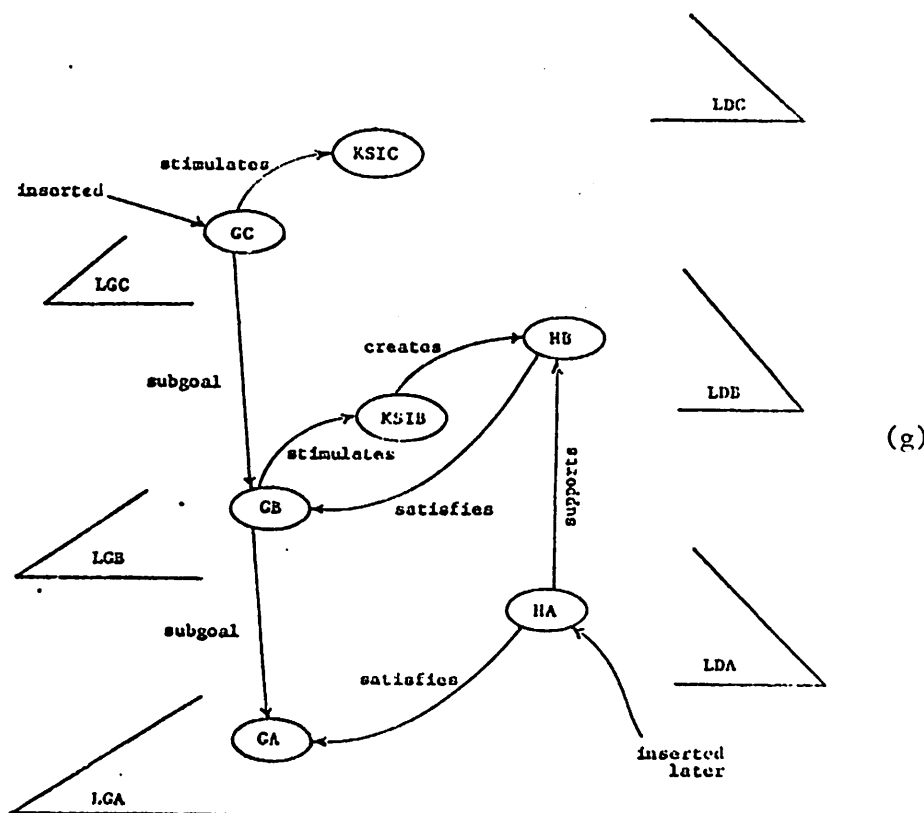 LDC
KSIC
stimulates
inserted
GC
LGC
HB
creates
subgoal
LDB
KSIB
(g)
stimulates
supports
GB
satisfies
LGB
HA
subgoal
LDA
satisfies
GA
inserted
later
LGA